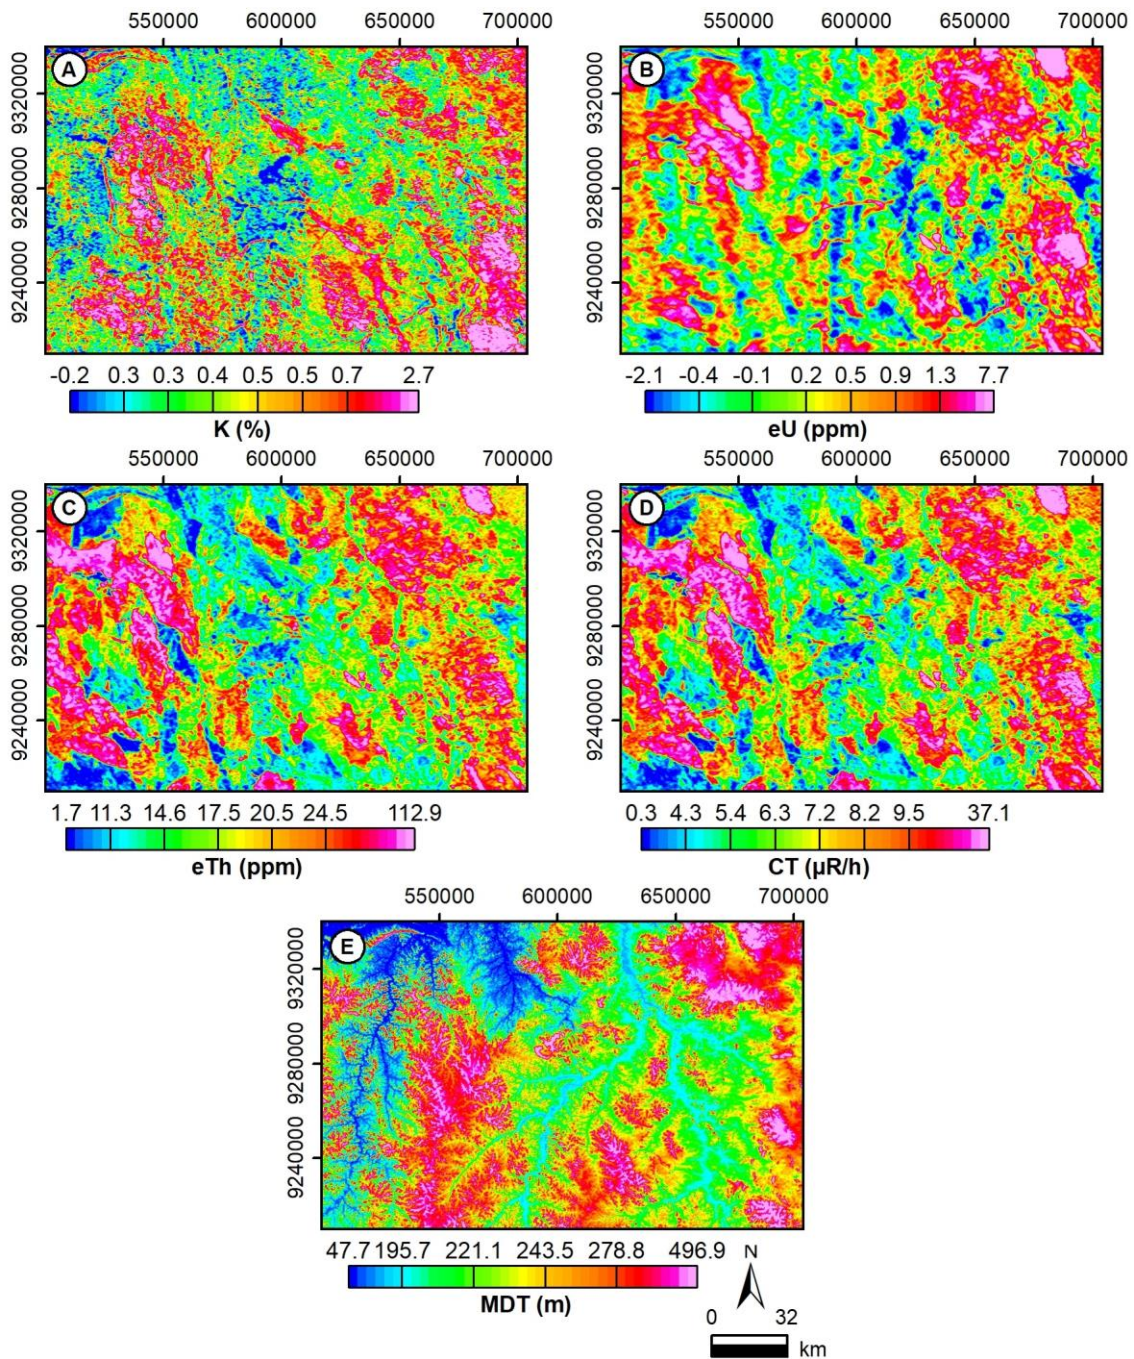 550000 600000 650000 700000 550000 600000 650000 700000
A B
9320000 9280000 9240000 9320000 9280000 9240000
-0.2 0.3 0.3 0.4 0.5 0.5 0.7 2.7 -2.1 -0.4 -0.1 0.2 0.5 0.9 1.3 7.7
K (%) eU (ppm)
550000 600000 650000 700000 550000 600000 650000 700000
C D
9320000 9280000 9240000 9320000 9280000 9240000
1.7 11.3 14.6 17.5 20.5 24.5 112.9 0.3 4.3 5.4 6.3 7.2 8.2 9.5 37.1
eTh (ppm) CT (µR/h)
550000 600000 650000 700000
E
9320000 9280000 9240000
47.7 195.7 221.1 243.5 278.8 496.9 N
MDT (m)
0 32
km